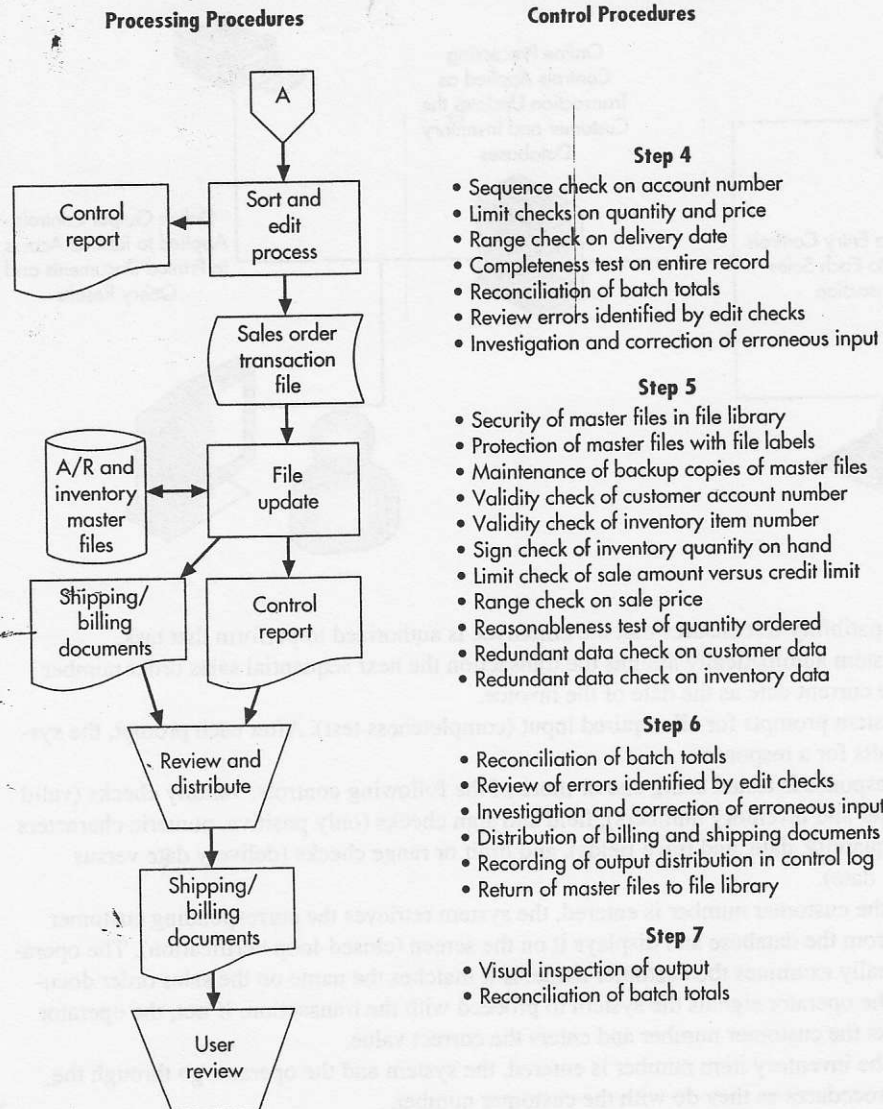 Processing Procedures
Control Procedures
A
Sort and
edit
process
Control
report
Sales order
transaction
file
A/R and
inventory
master
files
File
update
Shipping/
billing
documents
Control
report
Review and
distribute
Shipping/
billing
documents
User
review
Step 4
• Sequence check on account number
• Limit checks on quantity and price
• Range check on delivery date
• Completeness test on entire record
• Reconciliation of batch totals
• Review errors identified by edit checks
• Investigation and correction of erroneous input
Step 5
• Security of master files in file library
• Protection of master files with file labels
• Maintenance of backup copies of master files
• Validity check of customer account number
• Validity check of inventory item number
• Sign check of inventory quantity on hand
• Limit check of sale amount versus credit limit
• Range check on sale price
• Reasonableness test of quantity ordered
• Redundant data check on customer data
• Redundant data check on inventory data
Step 6
• Reconciliation of batch totals
• Review of errors identified by edit checks
• Investigation and correction of erroneous input
• Distribution of billing and shipping documents
• Recording of output distribution in control log
• Return of master files to file library
Step 7
• Visual inspection of output
• Reconciliation of batch totals